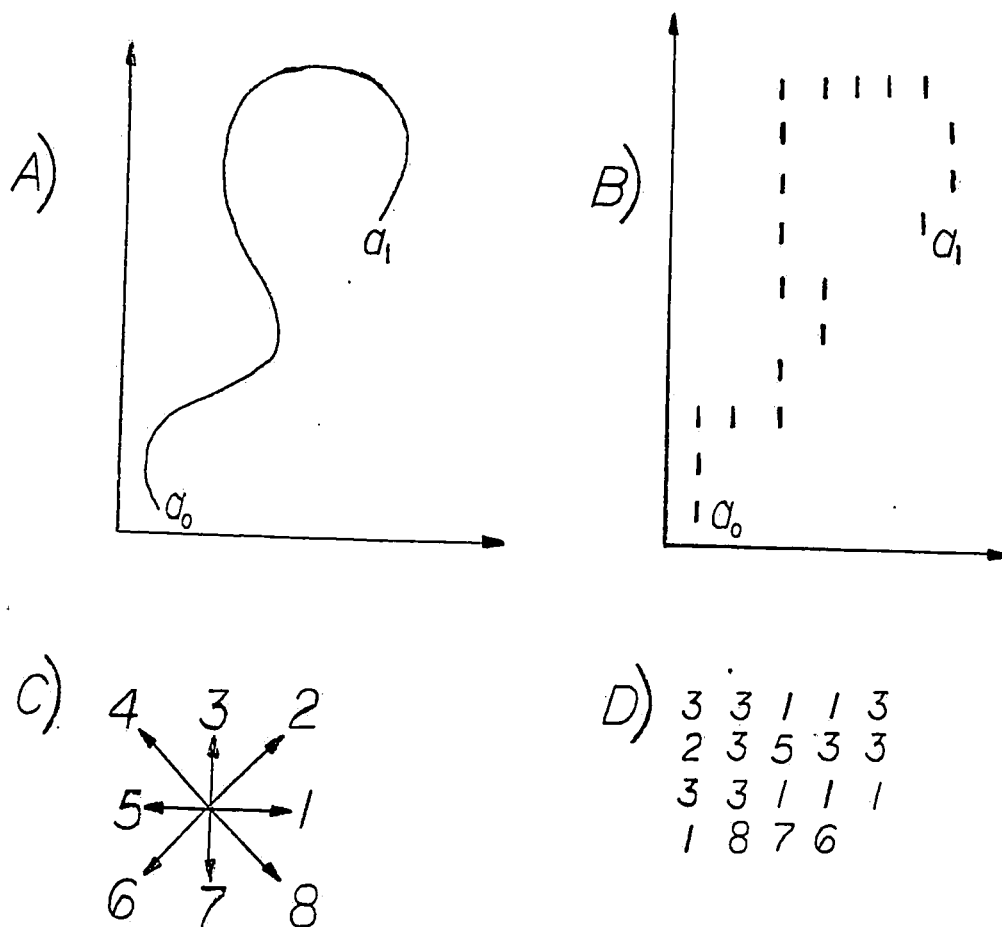 A)
a₁
a₀
B)
a₁
a₀
C)
4 3 2
5 1
6 7 8
D)
3 3 1 1 3
2 3 5 3 3
3 3 1 1 1
1 8 7 6